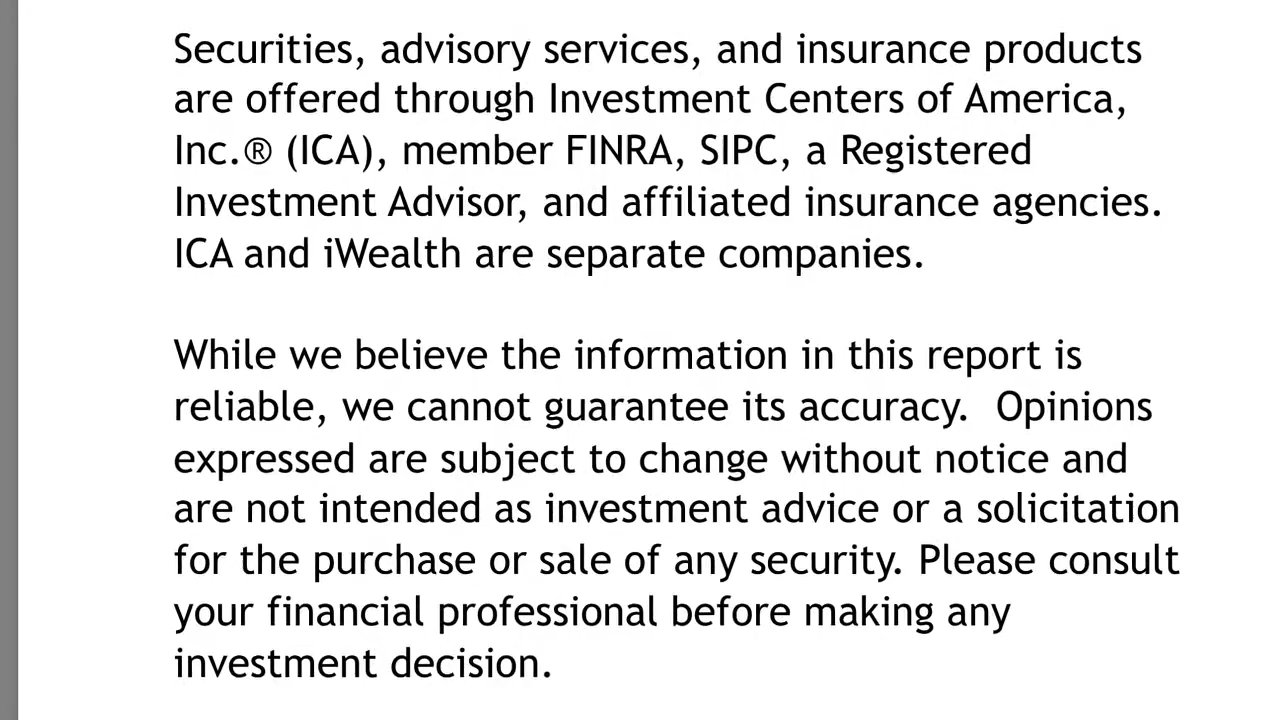 Securities, advisory services, and insurance products
are offered through Investment Centers of America,
Inc.® (ICA), member FINRA, SIPC, a Registered
Investment Advisor, and affiliated insurance agencies.
ICA and iWealth are separate companies.
While we believe the information in this report is
reliable, we cannot guarantee its accuracy.  Opinions
expressed are subject to change without notice and
are not intended as investment advice or a solicitation
for the purchase or sale of any security. Please consult
your financial professional before making any
investment decision.